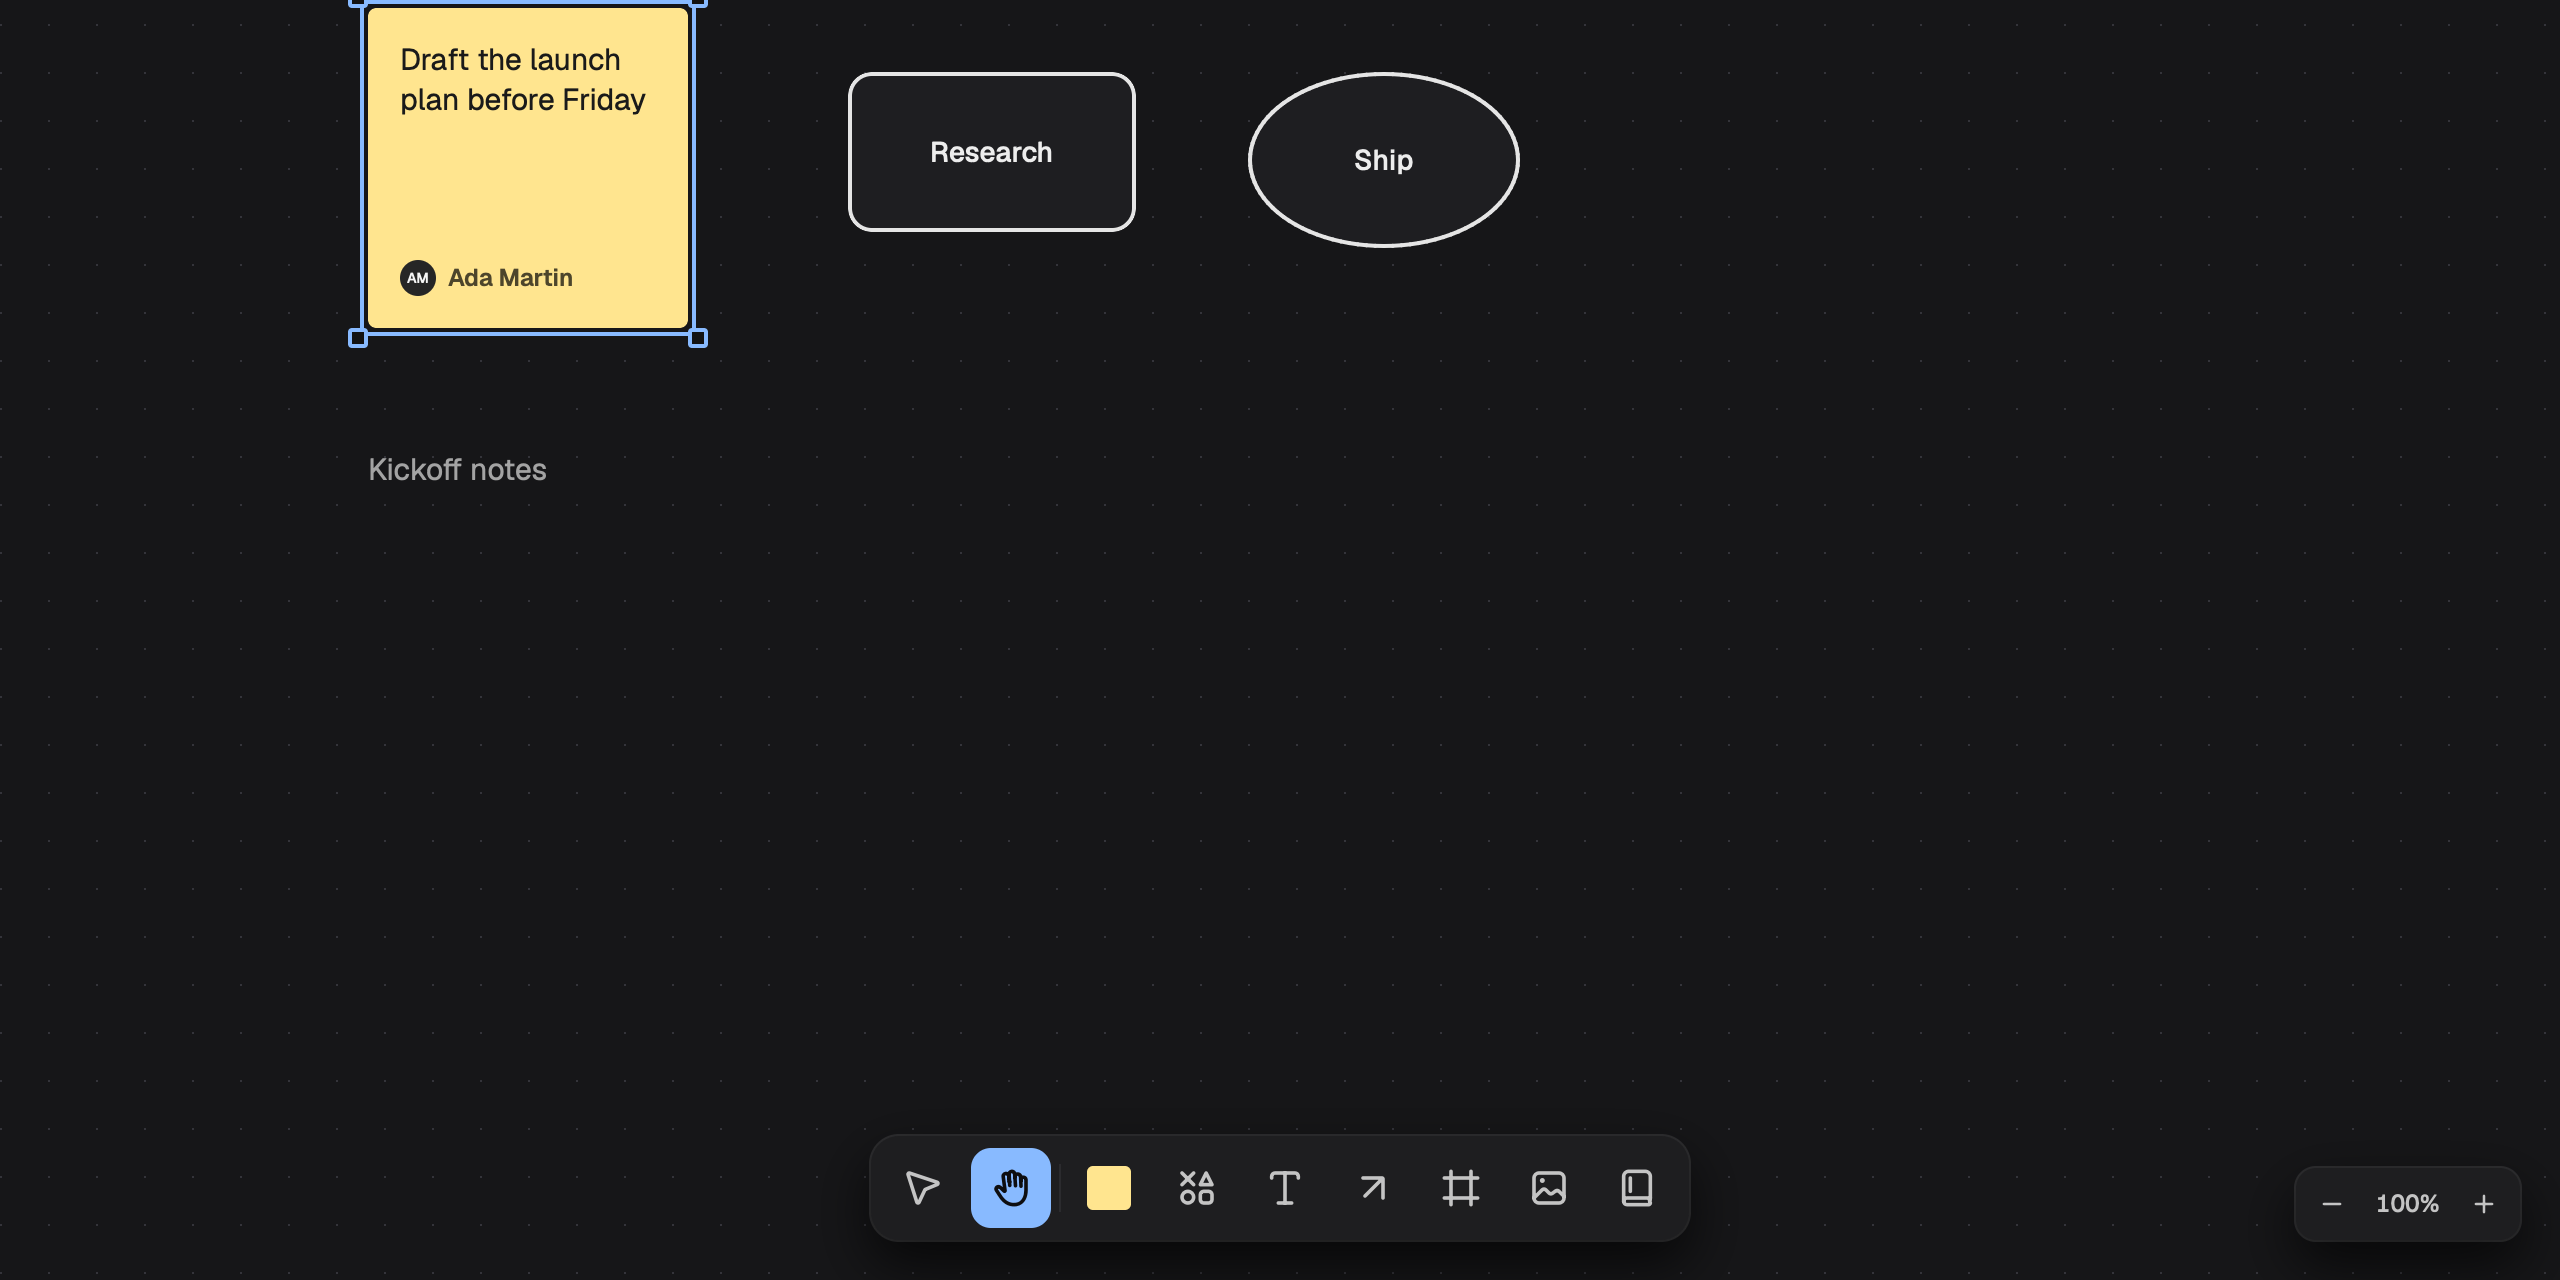 Draft the launch
plan before Friday
AM Ada Martin
Research
Ship
Kickoff notes
100%